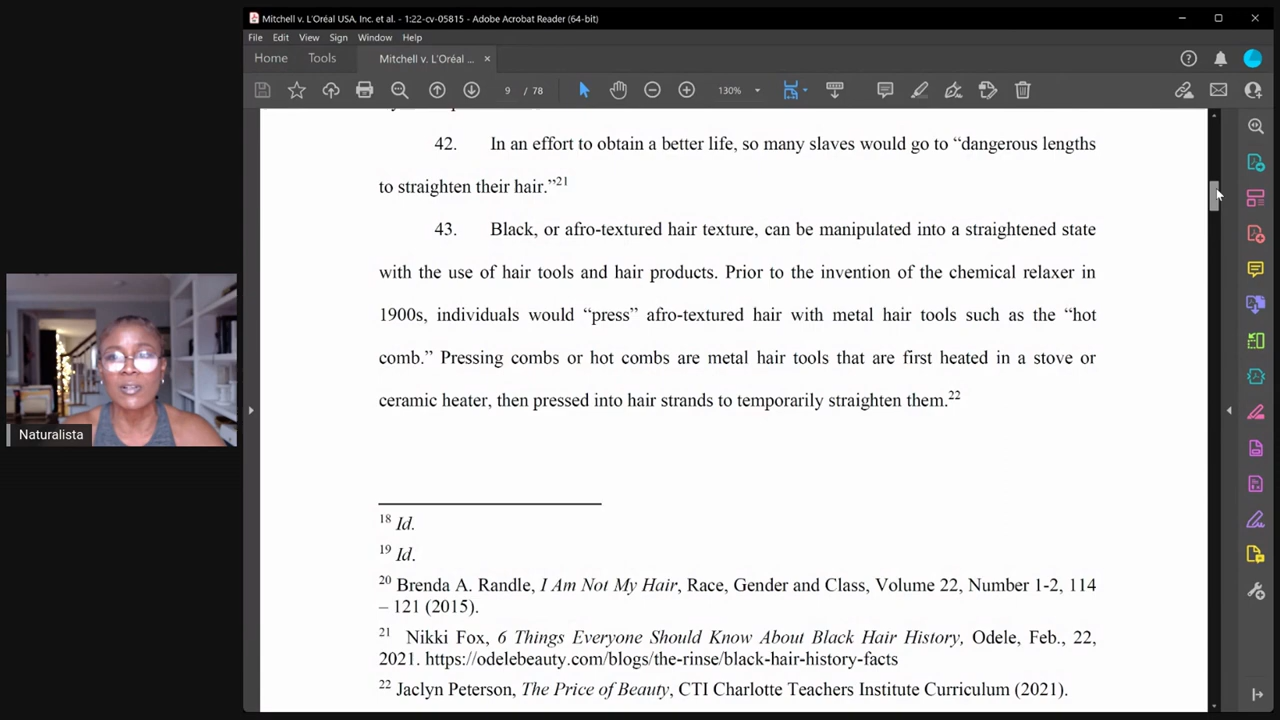 Mitchell v. L'Oréal USA, Inc. et al. - 1:22-cv-05815 - Adobe Acrobat Reader (64-bit)
File Edit View Sign Window Help
Home Tools Mitchell v. L'Oréal ... ×
9 / 78 130%
42. In an effort to obtain a better life, so many slaves would go to “dangerous lengths
to straighten their hair.”21
43. Black, or afro-textured hair texture, can be manipulated into a straightened state
with the use of hair tools and hair products. Prior to the invention of the chemical relaxer in
1900s, individuals would “press” afro-textured hair with metal hair tools such as the “hot
comb.” Pressing combs or hot combs are metal hair tools that are first heated in a stove or
ceramic heater, then pressed into hair strands to temporarily straighten them.22
18 Id.
19 Id.
20 Brenda A. Randle, I Am Not My Hair, Race, Gender and Class, Volume 22, Number 1-2, 114
– 121 (2015).
21 Nikki Fox, 6 Things Everyone Should Know About Black Hair History, Odele, Feb., 22,
2021. https://odelebeauty.com/blogs/the-rinse/black-hair-history-facts
22 Jaclyn Peterson, The Price of Beauty, CTI Charlotte Teachers Institute Curriculum (2021).
Naturalista